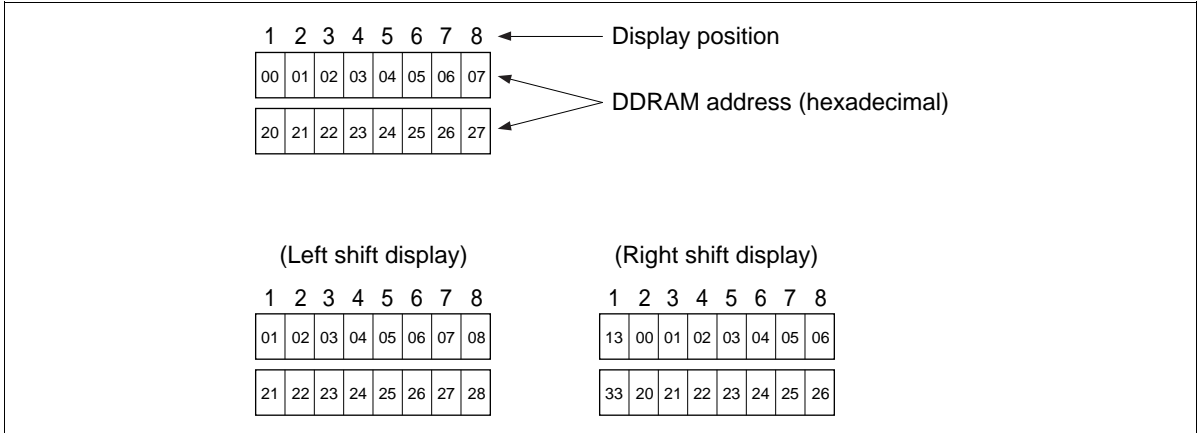 1 2 3 4 5 6 7 8 Display position
00 01 02 03 04 05 06 07
DDRAM address (hexadecimal)
20 21 22 23 24 25 26 27
(Left shift display) (Right shift display)
1 2 3 4 5 6 7 8 1 2 3 4 5 6 7 8
01 02 03 04 05 06 07 08 13 00 01 02 03 04 05 06
21 22 23 24 25 26 27 28 33 20 21 22 23 24 25 26